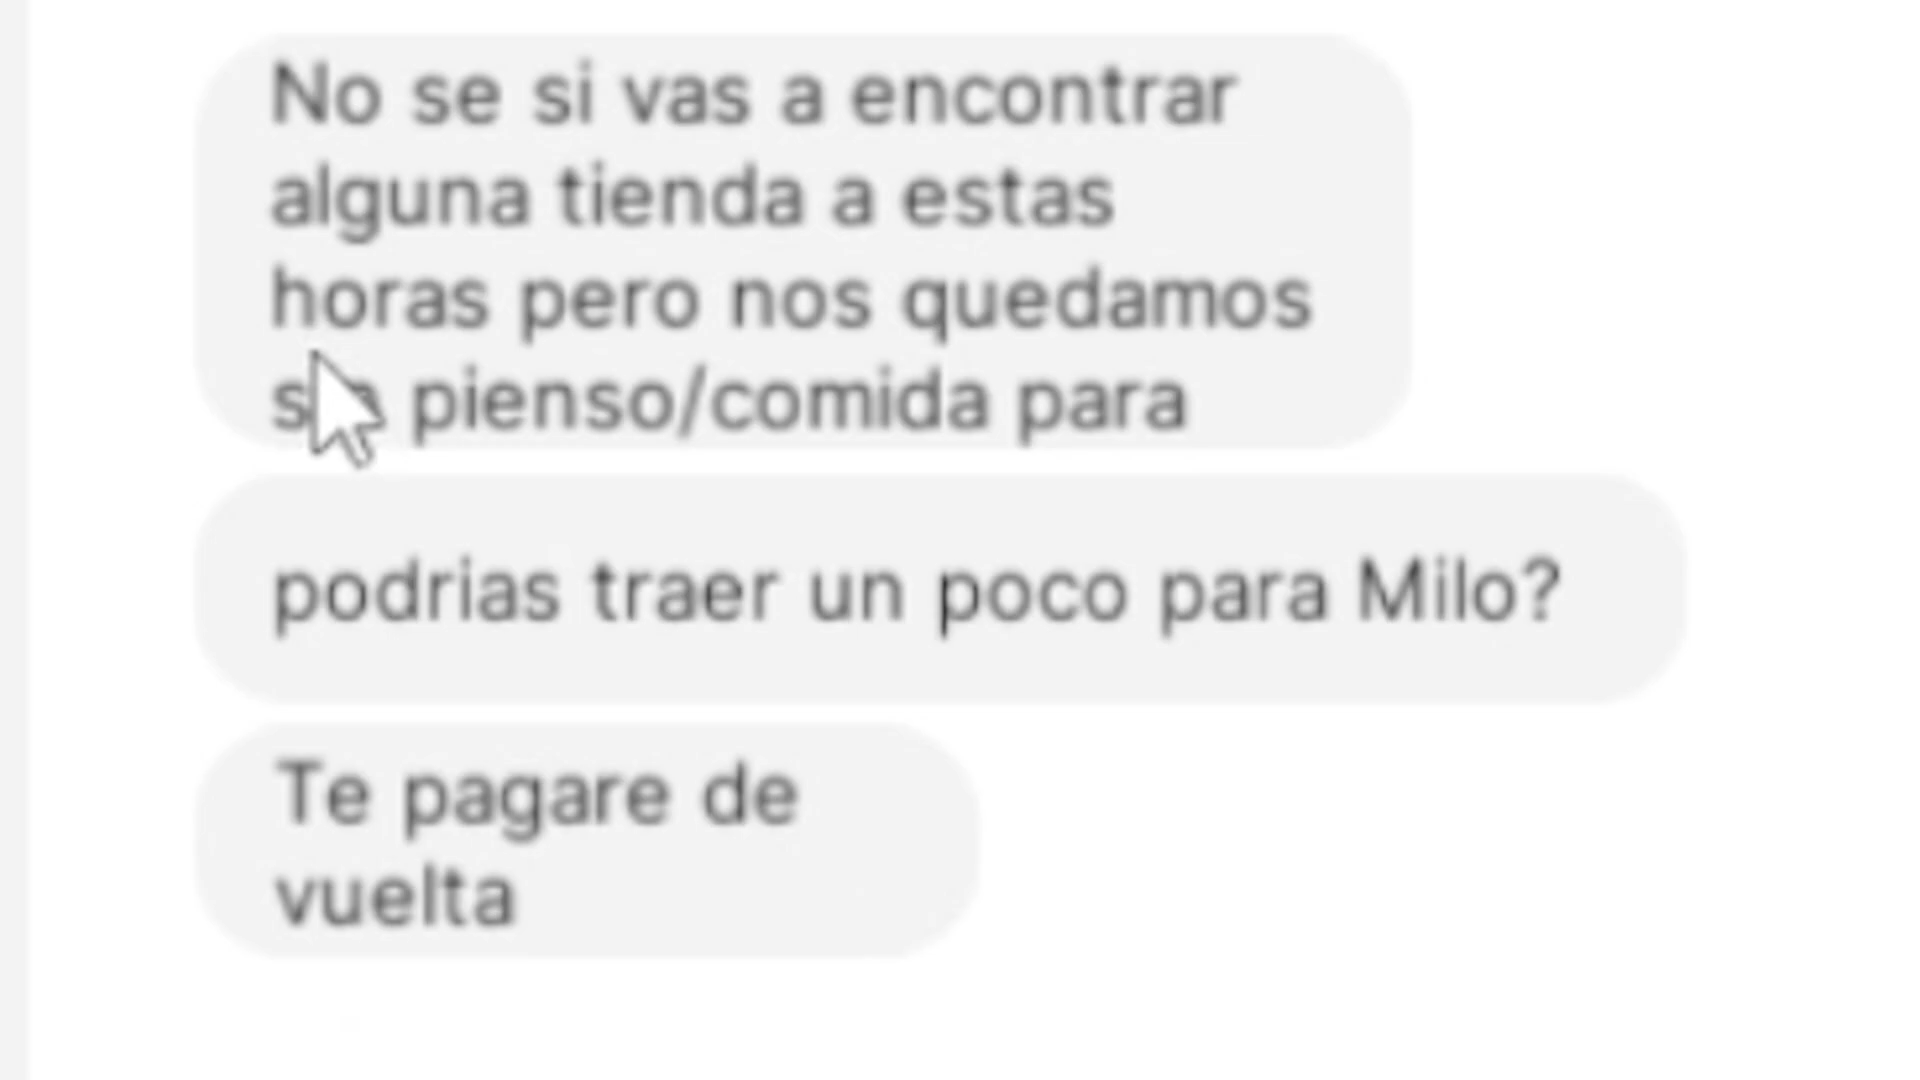 No se si vas a encontrar
alguna tienda a estas
horas pero nos quedamos
pienso/comida para
podrias traer un poco para Milo?
Te pagare de
vuelta